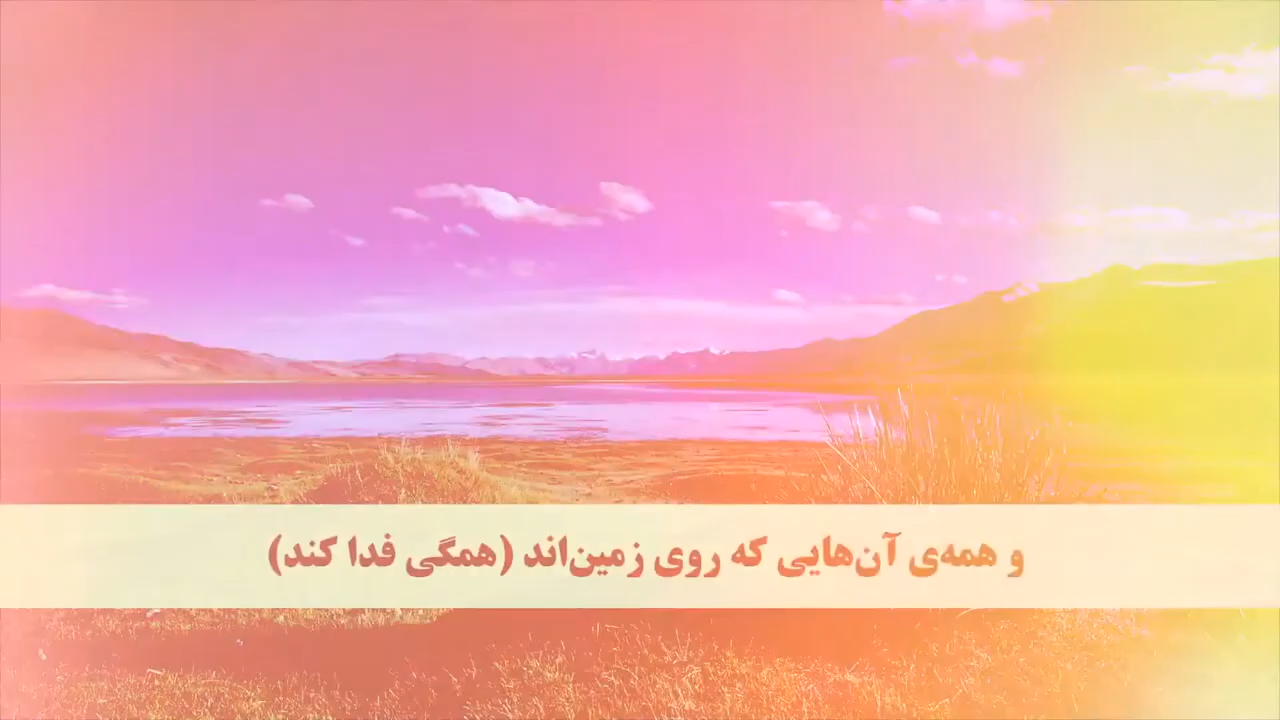 و همه‌ی آن‌هایی که روی زمین‌اند (همگی فدا کند)